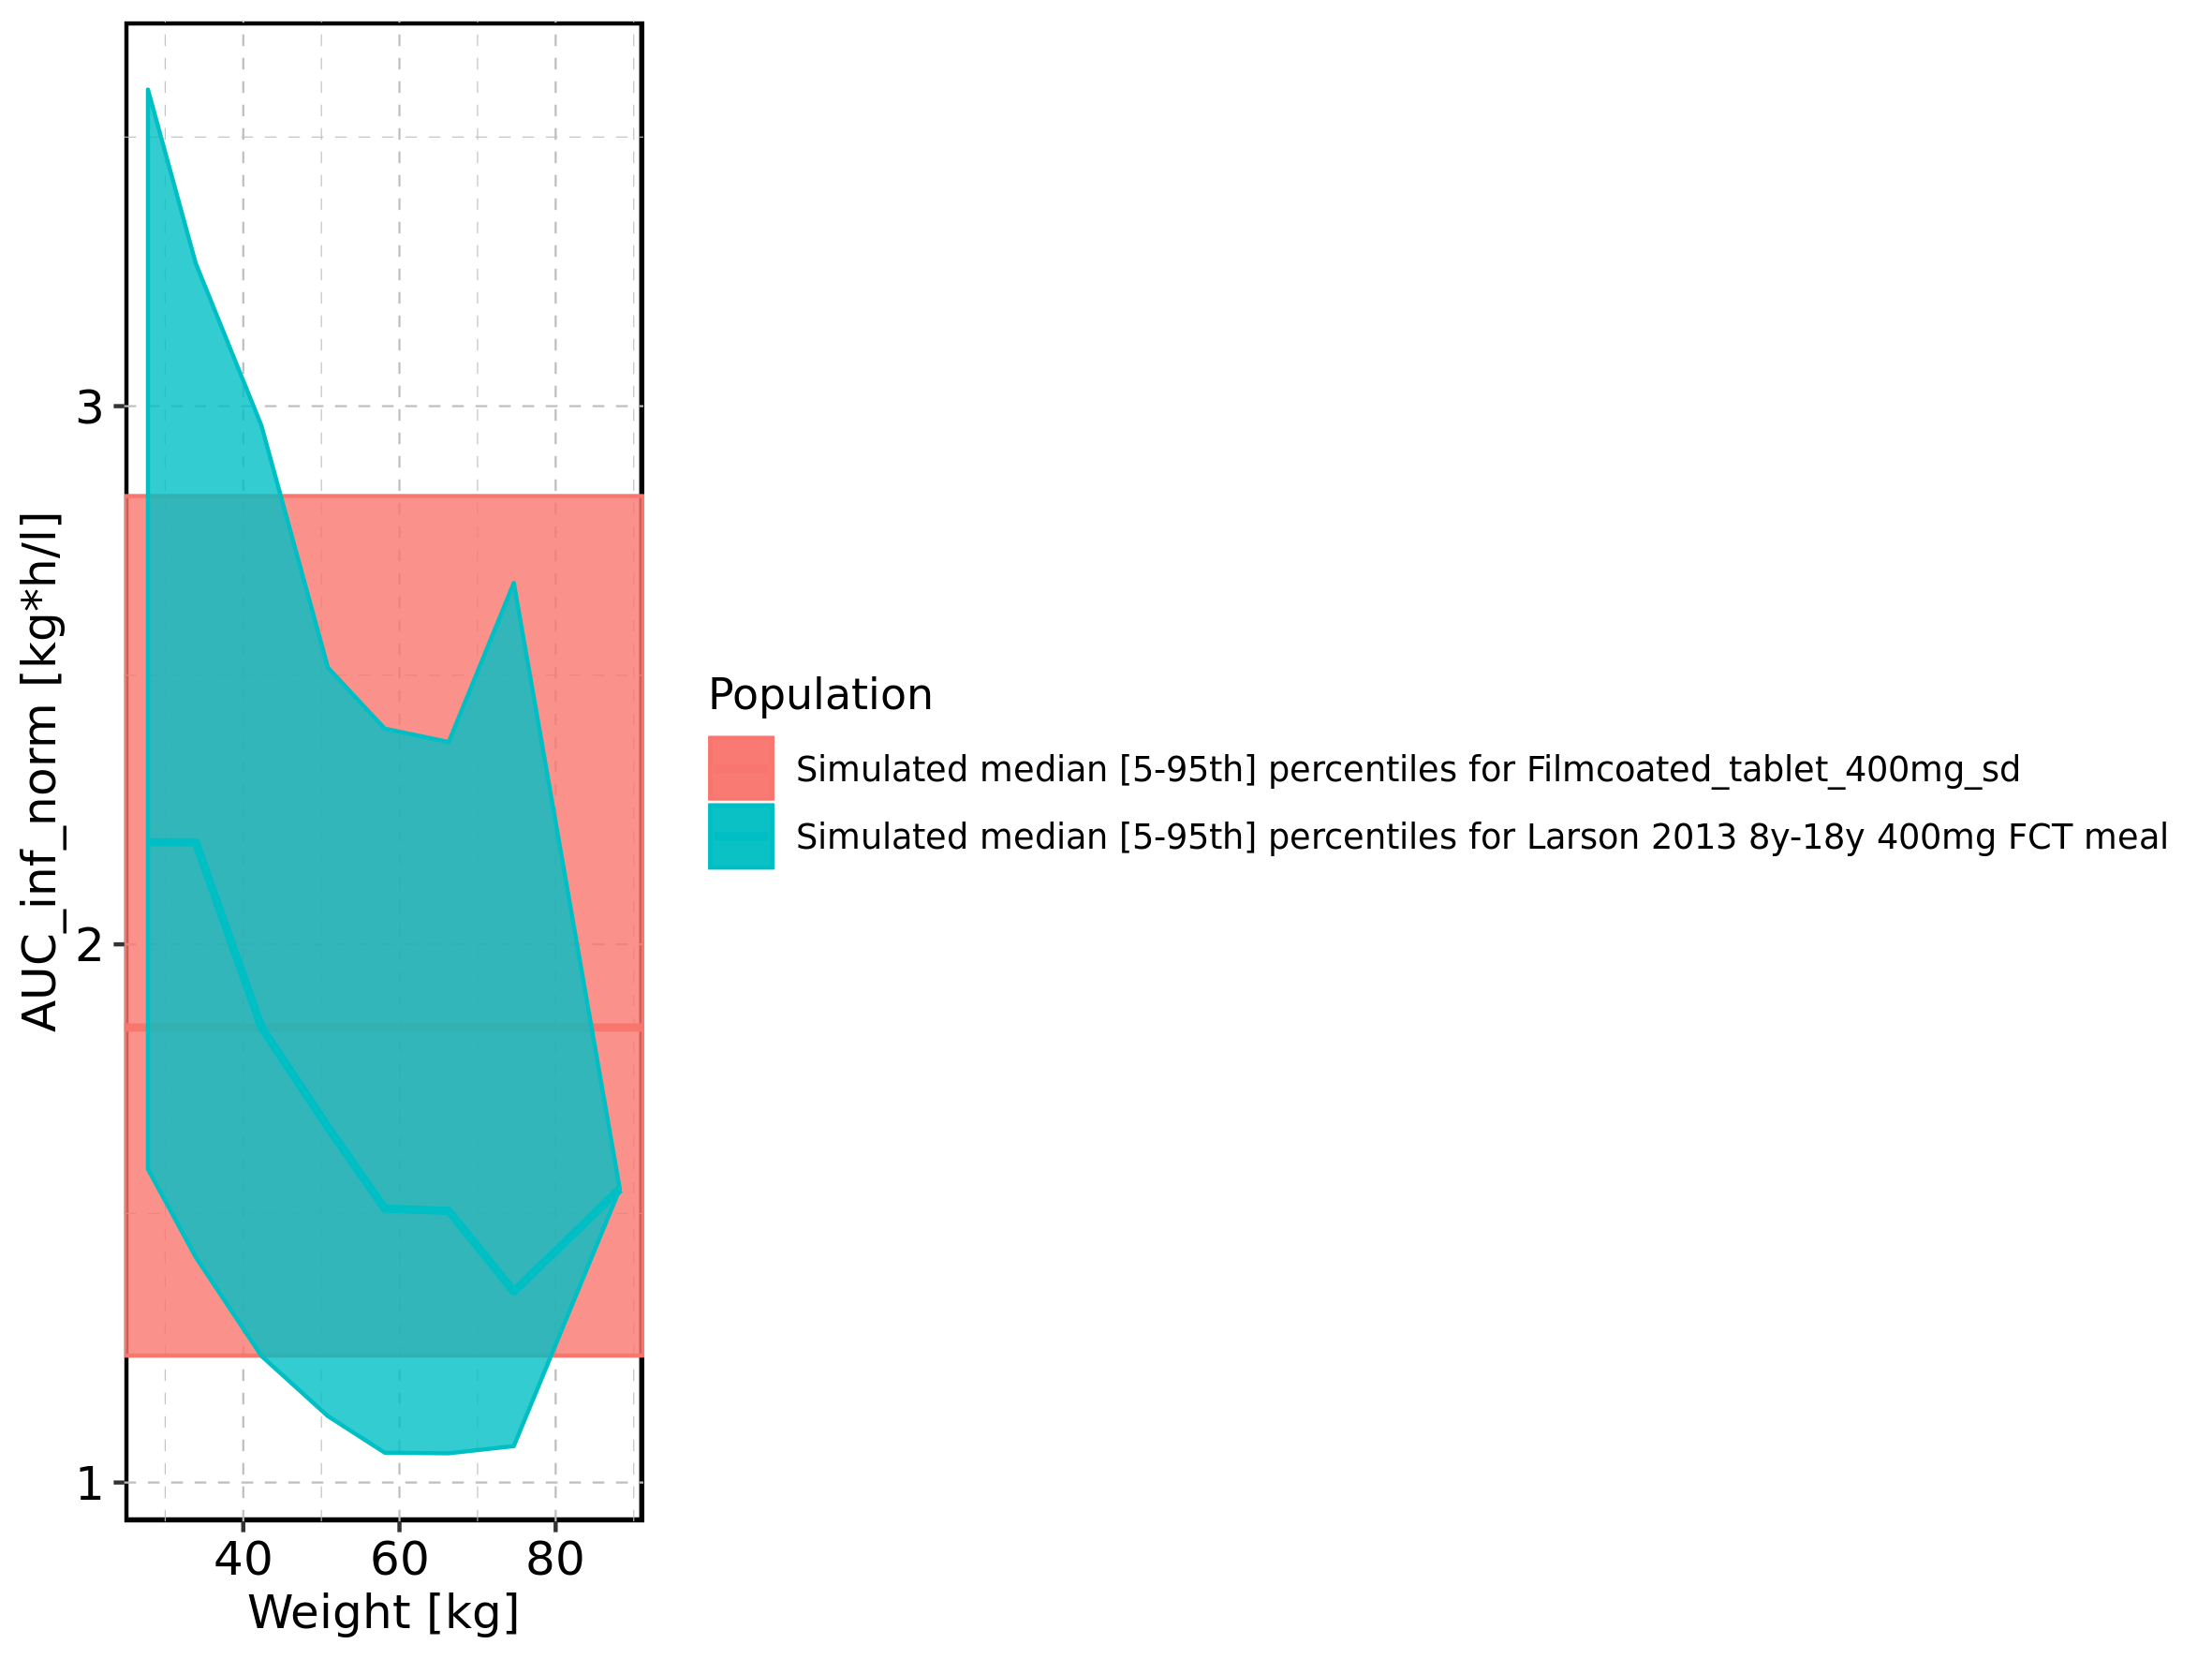 AUC_inf_norm [kg*h/l]
3
2
1
40 60 80
Weight [kg]
Population
Simulated median [5-95th] percentiles for Filmcoated_tablet_400mg_sd
Simulated median [5-95th] percentiles for Larson 2013 8y-18y 400mg FCT meal